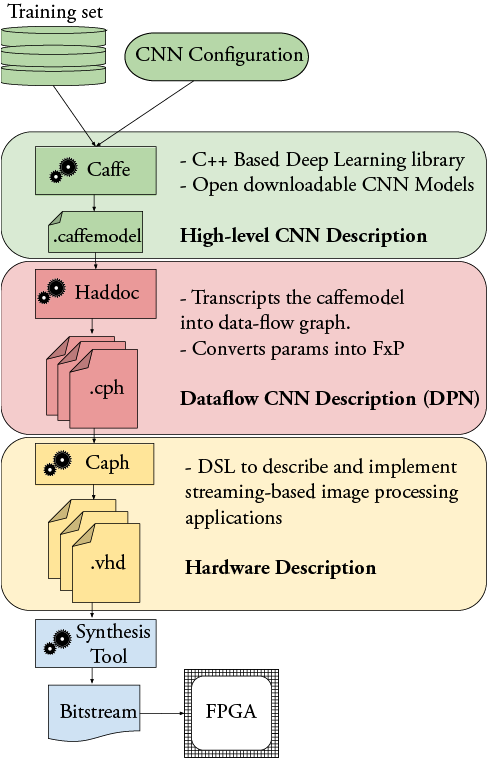 Training set
CNN Configuration
Caffe
- C++ Based Deep Learning library
- Open downloadable CNN Models
.caffemodel
High-level CNN Description
Haddoc
- Transcripts the caffemodel
into data-flow graph.
- Converts params into FxP
.cph
Dataflow CNN Description (DPN)
Caph
- DSL to describe and implement
streaming-based image processing
applications
.vhd
Hardware Description
Synthesis
Tool
Bitstream
FPGA